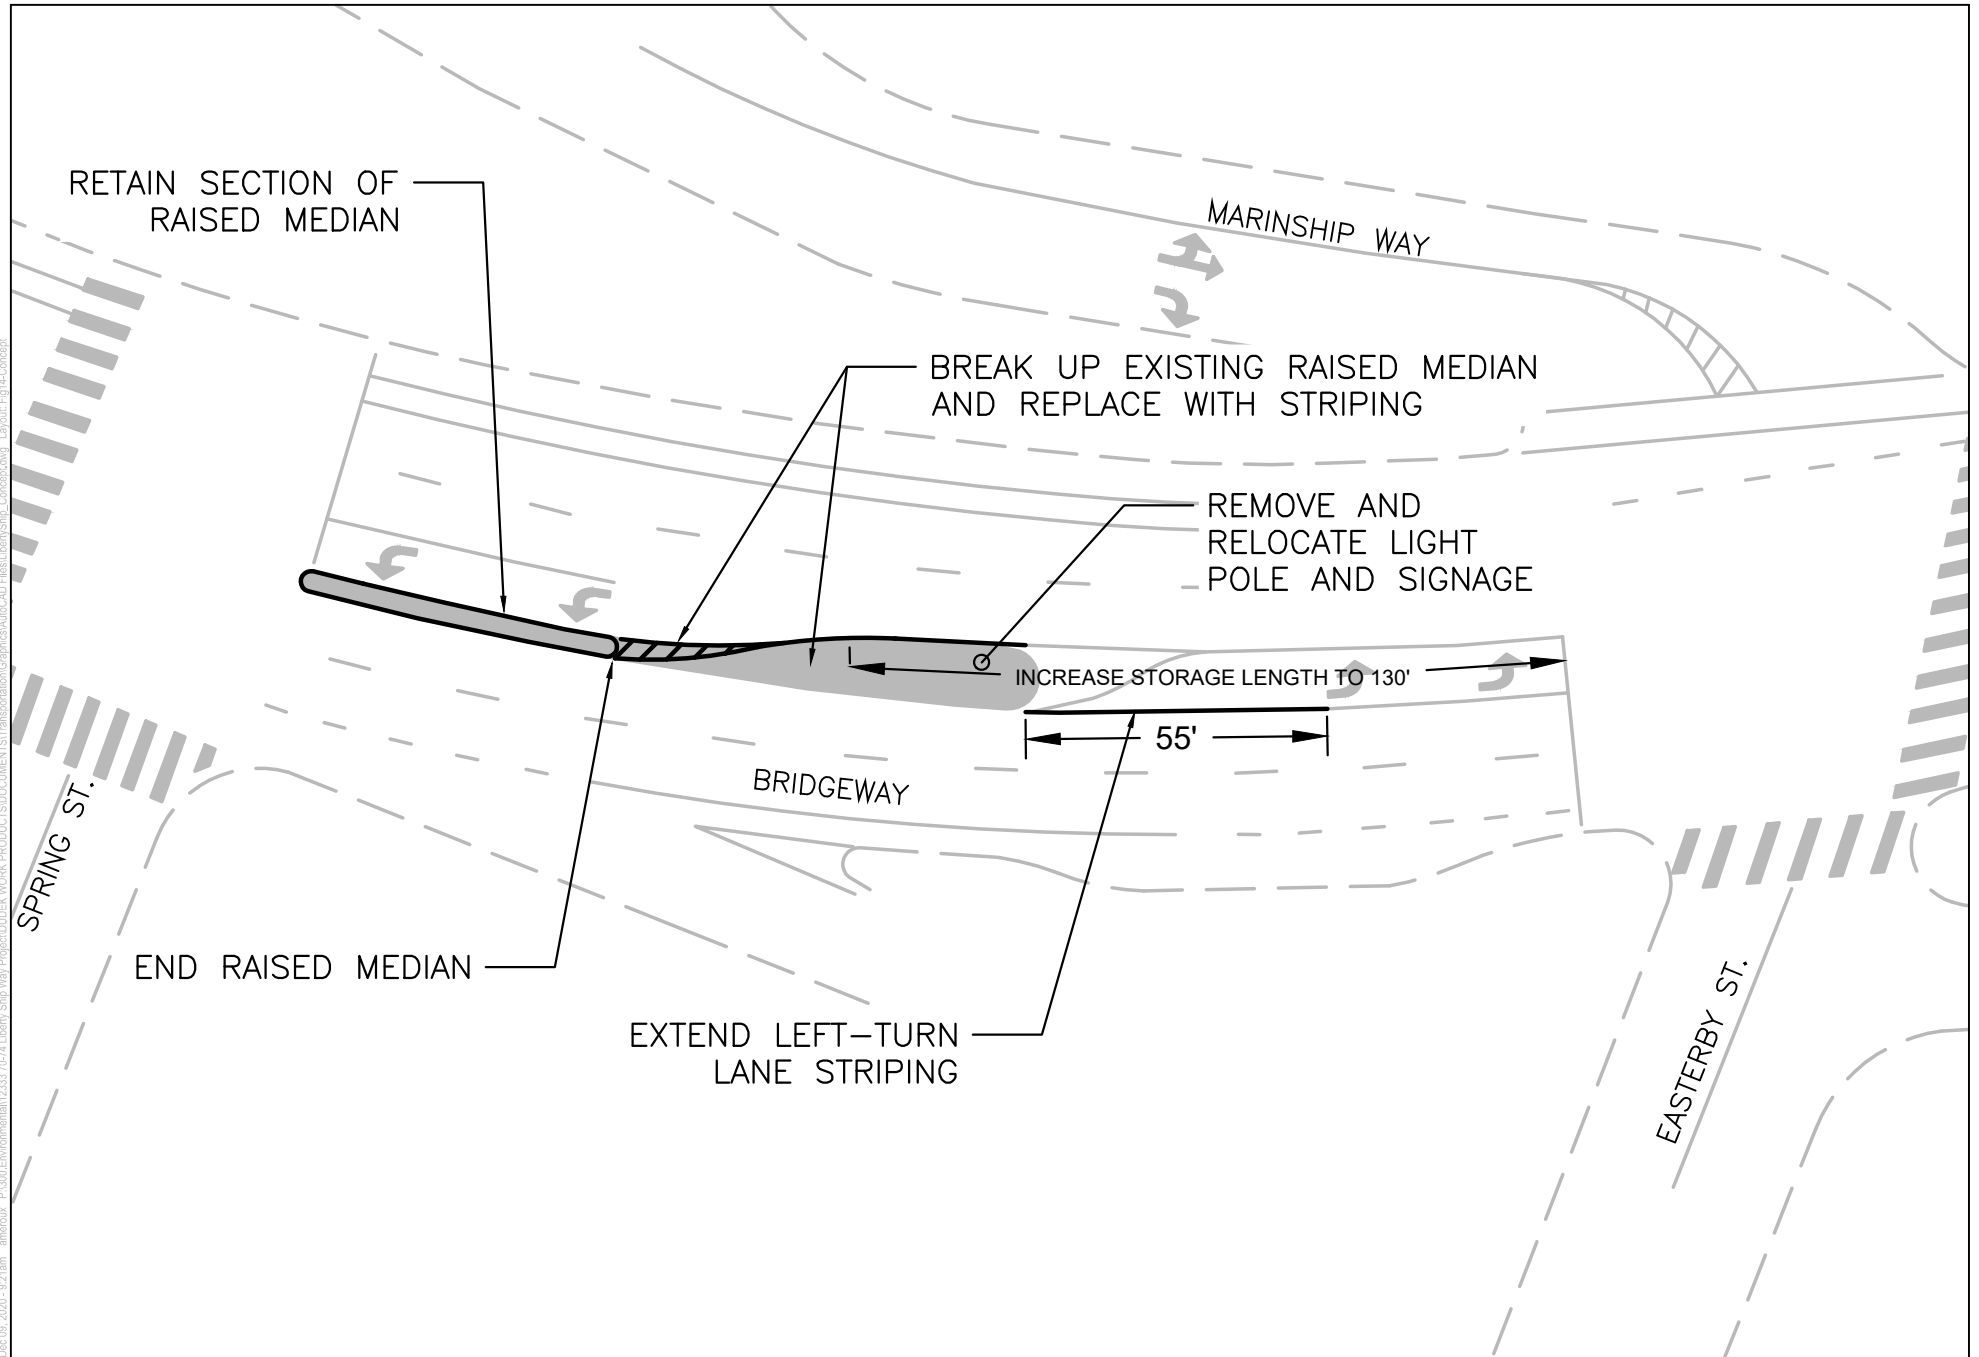 RETAIN SECTION OF
RAISED MEDIAN
MARINSHIP WAY
BREAK UP EXISTING RAISED MEDIAN
AND REPLACE WITH STRIPING
REMOVE AND
RELOCATE LIGHT
POLE AND SIGNAGE
INCREASE STORAGE LENGTH TO 130'
55'
BRIDGEWAY
SPRING ST.
END RAISED MEDIAN
EXTEND LEFT-TURN
LANE STRIPING
EASTERBY ST.